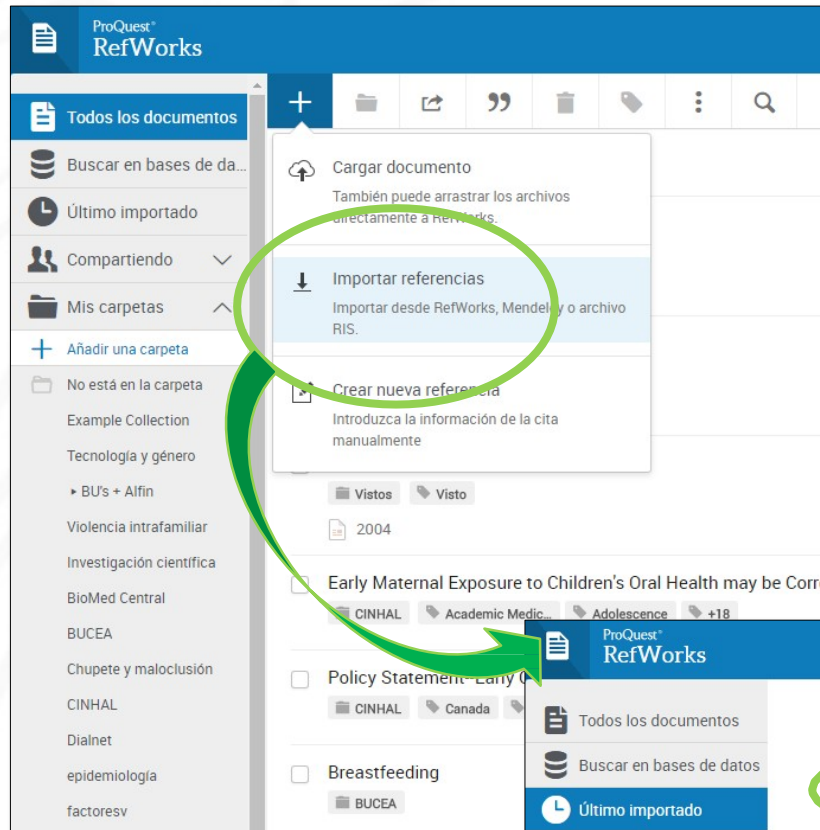 ProQuest®
RefWorks
Todos los documentos
Buscar en bases de da...
Último importado
Compartiendo
Mis carpetas
Añadir una carpeta
No está en la carpeta
Example Collection
Tecnología y género
BU's + Alfin
Violencia intrafamiliar
Investigación científica
BioMed Central
BUCEA
Chupete y maloclusión
CINHAL
Dialnet
epidemiología
factoresv
Cargar documento
También puede arrastrar los archivos
directamente a RefWorks.
Importar referencias
Importar desde RefWorks, Mendeley o archivo
RIS.
Crear nueva referencia
Introduzca la información de la cita
manualmente
Vistos Visto
2004
Early Maternal Exposure to Children's Oral Health may be Corr
CINHAL Academic Medic... Adolescence +18
Policy Statement- Early
CINHAL Canada
Breastfeeding
BUCEA
ProQuest®
RefWorks
Todos los documentos
Buscar en bases de datos
Último importado